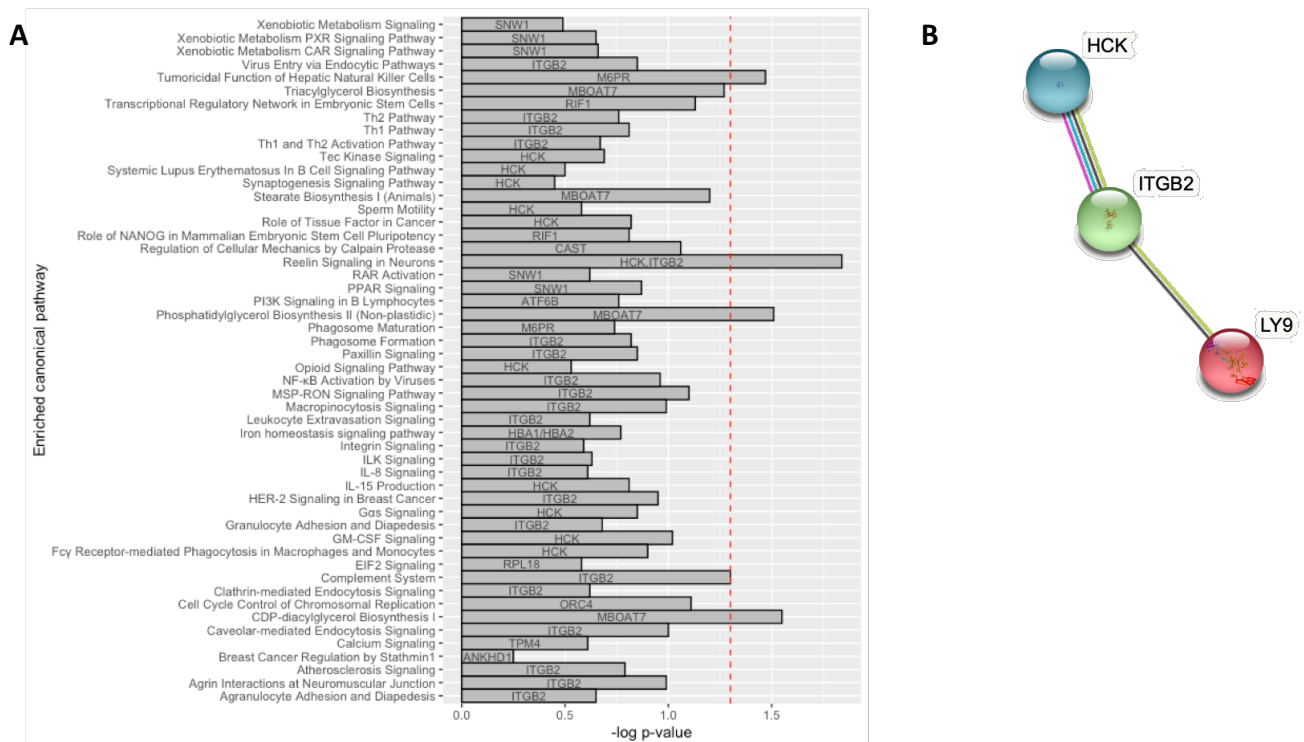 A
Enriched canonical pathway
Xenobiotic Metabolism Signaling SNW1
Xenobiotic Metabolism PXR Signaling Pathway SNW1
Xenobiotic Metabolism CAR Signaling Pathway SNW1
Virus Entry via Endocytic Pathways ITGB2
Tumoricidal Function of Hepatic Natural Killer Cells M6PR
Triacylglycerol Biosynthesis MBOAT7
Transcriptional Regulatory Network in Embryonic Stem Cells RIF1
Th2 Pathway ITGB2
Th1 Pathway ITGB2
Th1 and Th2 Activation Pathway ITGB2
Tec Kinase Signaling HCK
Systemic Lupus Erythematosus In B Cell Signaling Pathway HCK
Synaptogenesis Signaling Pathway HCK
Stearate Biosynthesis I (Animals) MBOAT7
Sperm Motility HCK
Role of Tissue Factor in Cancer HCK
Role of NANOG in Mammalian Embryonic Stem Cell Pluripotency RIF1
Regulation of Cellular Mechanics by Calpain Protease CAST
Reelin Signaling in Neurons HCK,ITGB2
RAR Activation SNW1
PPAR Signaling SNW1
PI3K Signaling in B Lymphocytes ATF6B
Phosphatidylglycerol Biosynthesis II (Non-plastidic) MBOAT7
Phagosome Maturation M6PR
Phagosome Formation ITGB2
Paxillin Signaling ITGB2
Opioid Signaling Pathway HCK
NF-κB Activation by Viruses ITGB2
MSP-RON Signaling Pathway ITGB2
Macropinocytosis Signaling ITGB2
Leukocyte Extravasation Signaling ITGB2
Iron homeostasis signaling pathway HBA1/HBA2
Integrin Signaling ITGB2
ILK Signaling ITGB2
IL-8 Signaling ITGB2
IL-15 Production HCK
HER-2 Signaling in Breast Cancer ITGB2
Gαs Signaling HCK
Granulocyte Adhesion and Diapedesis ITGB2
GM-CSF Signaling HCK
Fcγ Receptor-mediated Phagocytosis in Macrophages and Monocytes HCK
EIF2 Signaling RPL18
Complement System ITGB2
Clathrin-mediated Endocytosis Signaling ITGB2
Cell Cycle Control of Chromosomal Replication ORC4
CDP-diacylglycerol Biosynthesis I MBOAT7
Caveolar-mediated Endocytosis Signaling ITGB2
Calcium Signaling TPM4
Breast Cancer Regulation by Stathmin1 ANKHD1
Atherosclerosis Signaling ITGB2
Agrin Interactions at Neuromuscular Junction ITGB2
Agranulocyte Adhesion and Diapedesis ITGB2
0.0 0.5 1.0 1.5
-log p-value
B
HCK
ITGB2
LY9